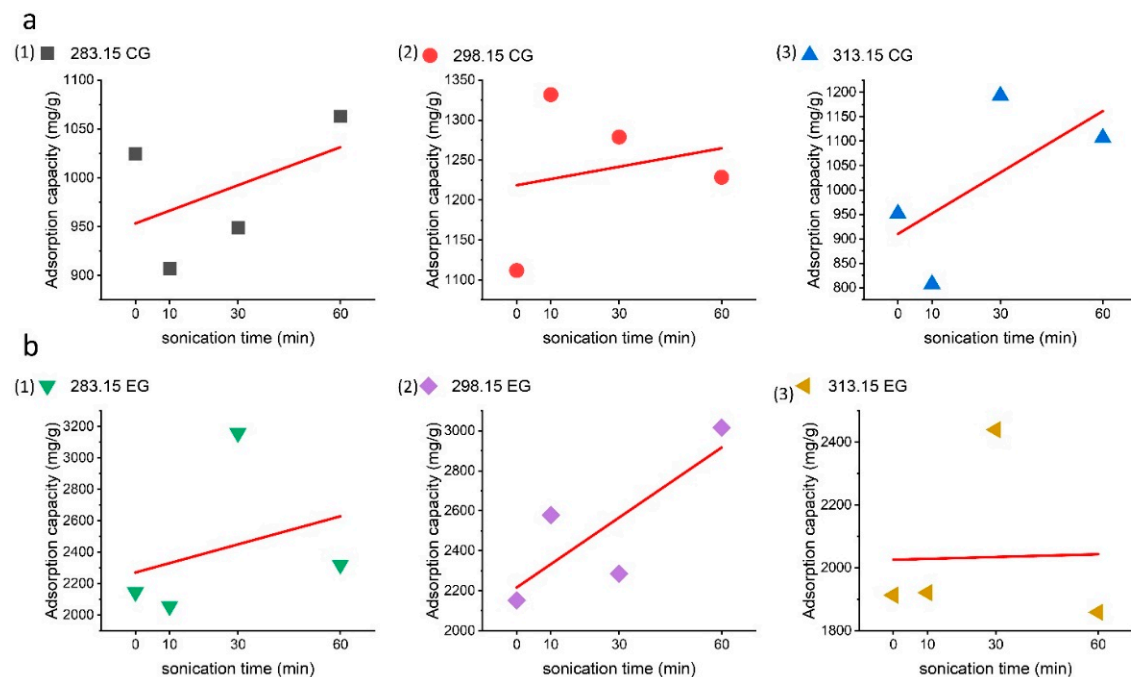 a
(1) 283.15 CG
Adsorption capacity (mg/g)
1100
1050
1000
950
900
0 10 30 60
sonication time (min)
(2) 298.15 CG
Adsorption capacity (mg/g)
1350
1300
1250
1200
1150
1100
0 10 30 60
sonication time (min)
(3) 313.15 CG
Adsorption capacity (mg/g)
1200
1150
1100
1050
1000
950
900
850
800
0 10 30 60
sonication time (min)
b
(1) 283.15 EG
Adsorption capacity (mg/g)
3200
3000
2800
2600
2400
2200
2000
0 10 30 60
sonication time (min)
(2) 298.15 EG
Adsorption capacity (mg/g)
3000
2800
2600
2400
2200
2000
0 10 30 60
sonication time (min)
(3) 313.15 EG
Adsorption capacity (mg/g)
2400
2200
2000
1800
0 10 30 60
sonication time (min)